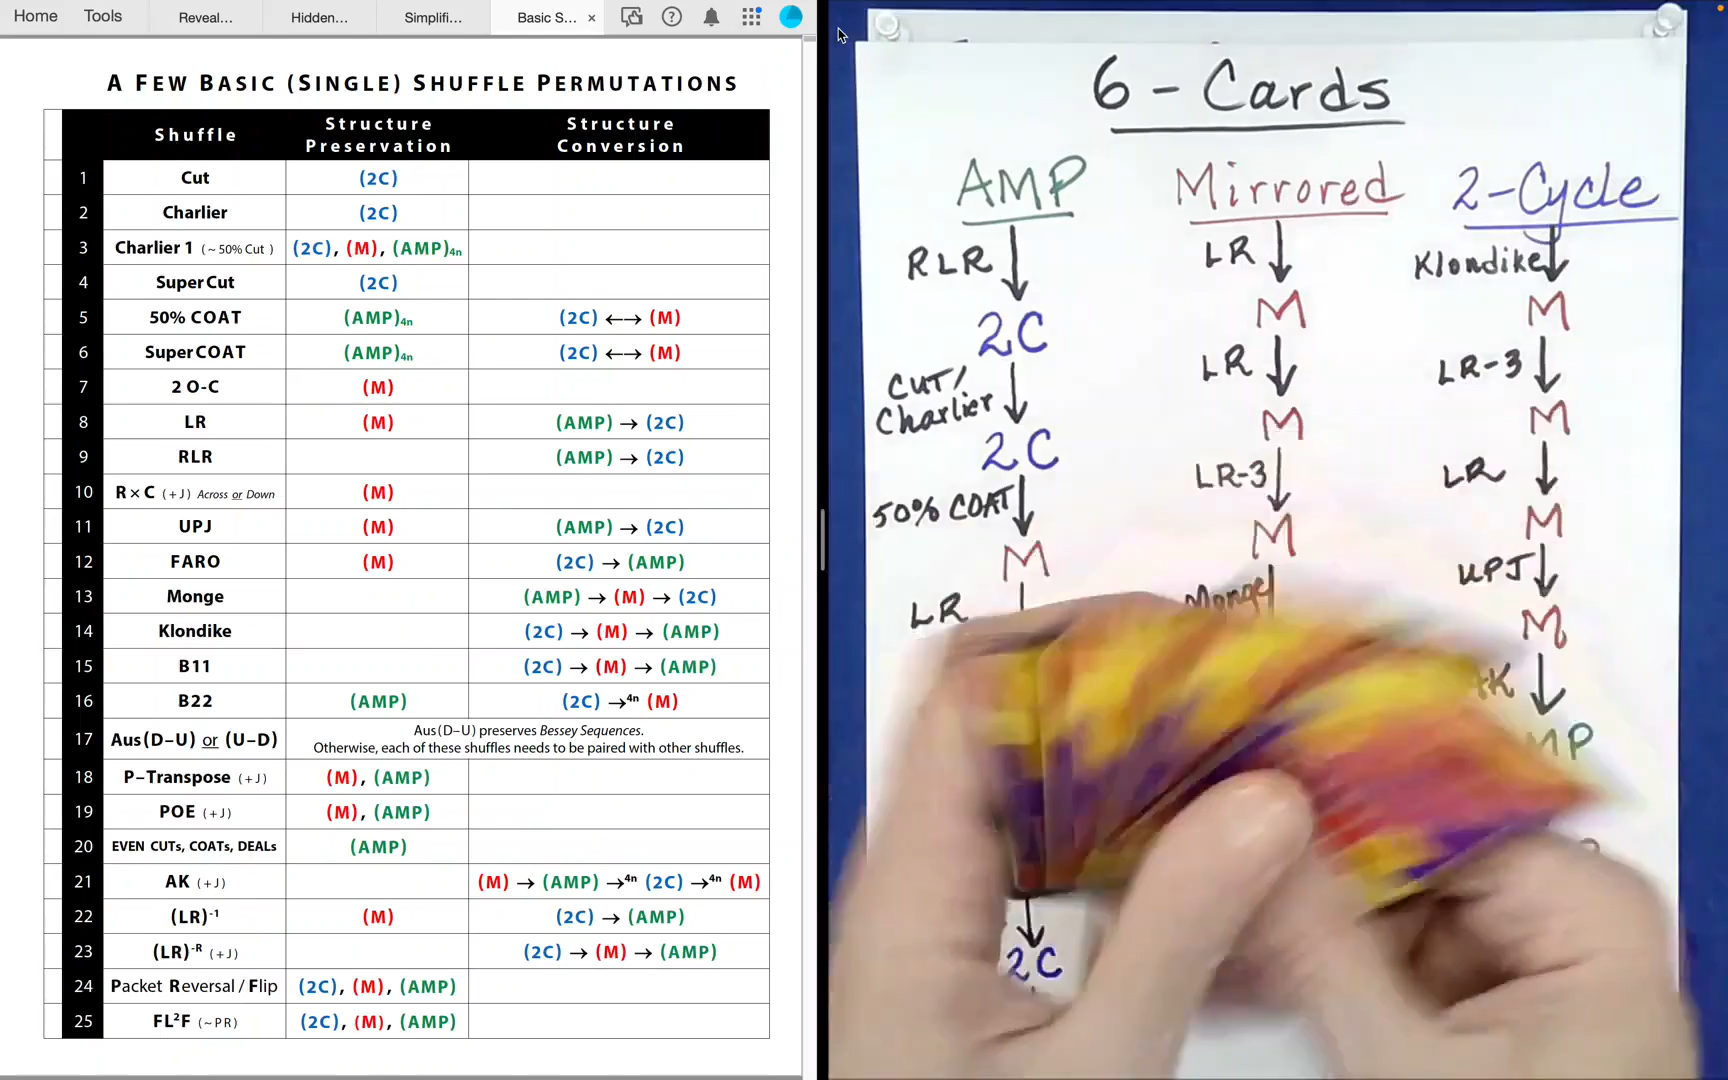 Home Tools Reveal... Hidden... Simplifi... Basic S... ×
A FEW BASIC (SINGLE) SHUFFLE PERMUTATIONS
Shuffle Structure Preservation Structure Conversion
1 Cut (2C)
2 Charlier (2C)
3 Charlier 1 (~50% Cut) (2C), (M), (AMP)4n
4 Super Cut (2C)
5 50% COAT (AMP)4n (2C) ←→ (M)
6 Super COAT (AMP)4n (2C) ←→ (M)
7 2 O-C (M)
8 LR (M) (AMP) → (2C)
9 RLR (AMP) → (2C)
10 R×C (+J) Across or Down (M)
11 UPJ (M) (AMP) → (2C)
12 FARO (M) (2C) → (AMP)
13 Monge (AMP) → (M) → (2C)
14 Klondike (2C) → (M) → (AMP)
15 B11 (2C) → (M) → (AMP)
16 B22 (AMP) (2C) →4n (M)
17 Aus(D–U) or (U–D) Aus(D–U) preserves Bessey Sequences.
Otherwise, each of these shuffles needs to be paired with other shuffles.
18 P–Transpose (+J) (M), (AMP)
19 POE (+J) (M), (AMP)
20 EVEN CUTs, COATs, DEALs (AMP)
21 AK (+J) (M) → (AMP) →4n (2C) →4n (M)
22 (LR)-1 (M) (2C) → (AMP)
23 (LR)-R (+J) (2C) → (M) → (AMP)
24 Packet Reversal / Flip (2C), (M), (AMP)
25 FL2F (~PR) (2C), (M), (AMP)
6 - Cards
AMP
RLR
2C
CUT/
Charlier
2C
50% COAT
M
LR
2C
Mirrored
LR
M
LR
M
LR-3
M
Monge
2-Cycle
Klondike
M
LR-3
M
LR
M
UPJ
M